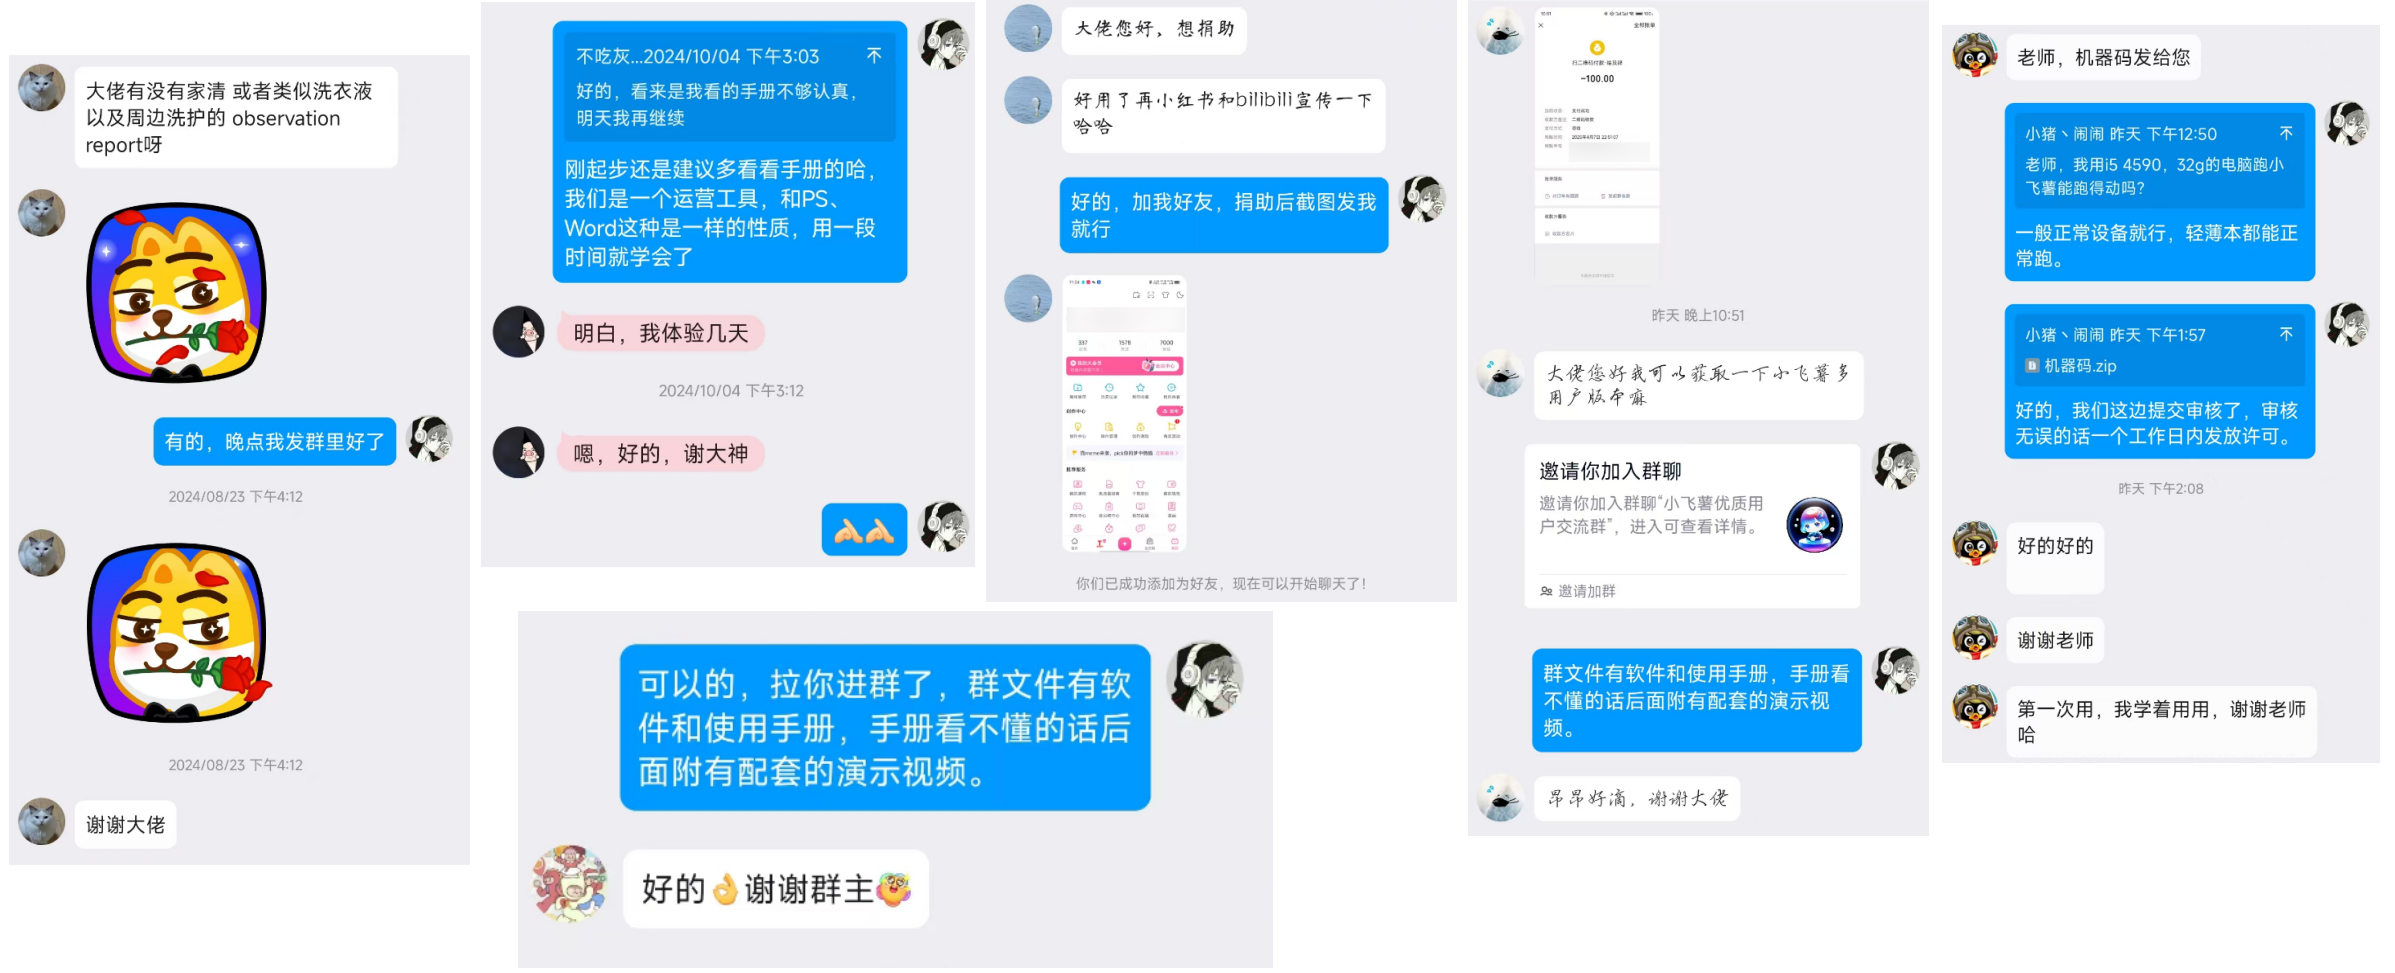 大佬有没有家清 或者类似洗衣液
以及周边洗护的 observation
report呀
有的，晚点我发群里好了
2024/08/23 下午4:12
2024/08/23 下午4:12
谢谢大佬
不吃灰...2024/10/04 下午3:03
好的，看来是我看的手册不够认真，
明天我再继续
刚起步还是建议多看看手册的哈，
我们是一个运营工具，和PS、
Word这种是一样的性质，用一段
时间就学会了
明白，我体验几天
2024/10/04 下午3:12
嗯，好的，谢大神
大佬您好，想捐助
好用了再小红书和bilibili宣传一下
哈哈
好的，加我好友，捐助后截图发我
就行
337
1578
7000
你们已成功添加为好友，现在可以开始聊天了！
可以的，拉你进群了，群文件有软
件和使用手册，手册看不懂的话后
面附有配套的演示视频。
好的👌谢谢群主
-100.00
昨天 晚上10:51
大佬您好我可以获取一下小飞薯多
用户版本嘛
邀请你加入群聊
邀请你加入群聊“小飞薯优质用
户交流群”，进入可查看详情。
邀请加群
群文件有软件和使用手册，手册看
不懂的话后面附有配套的演示视
频。
昂昂好滴，谢谢大佬
老师，机器码发给您
小猪丶闹闹 昨天 下午12:50
老师，我用i5 4590，32g的电脑跑小
飞薯能跑得动吗？
一般正常设备就行，轻薄本都能正
常跑。
小猪丶闹闹 昨天 下午1:57
机器码.zip
好的，我们这边提交审核了，审核
无误的话一个工作日内发放许可。
昨天 下午2:08
好的好的
谢谢老师
第一次用，我学着用用，谢谢老师
哈